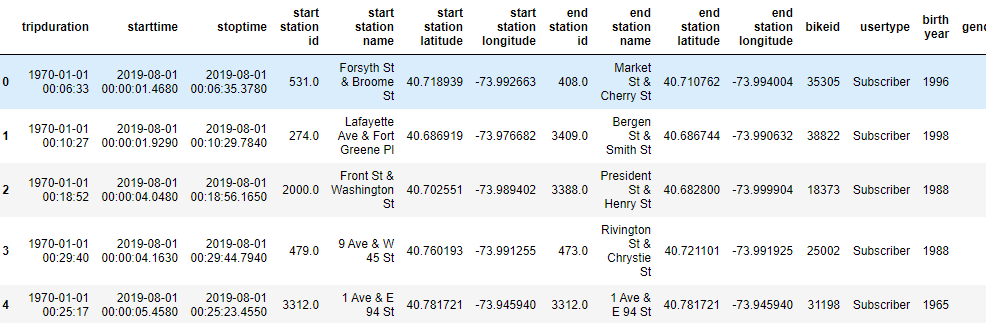 tripduration starttime stoptime start station id start station name start station latitude start station longitude end station id end station name end station latitude end station longitude bikeid usertype birth year gend
0 1970-01-01 00:06:33 2019-08-01 00:00:01.4680 2019-08-01 00:06:35.3780 531.0 Forsyth St & Broome St 40.718939 -73.992663 408.0 Market St & Cherry St 40.710762 -73.994004 35305 Subscriber 1996
1 1970-01-01 00:10:27 2019-08-01 00:00:01.9290 2019-08-01 00:10:29.7840 274.0 Lafayette Ave & Fort Greene Pl 40.686919 -73.976682 3409.0 Bergen St & Smith St 40.686744 -73.990632 38822 Subscriber 1998
2 1970-01-01 00:18:52 2019-08-01 00:00:04.0480 2019-08-01 00:18:56.1650 2000.0 Front St & Washington St 40.702551 -73.989402 3388.0 President St & Henry St 40.682800 -73.999904 18373 Subscriber 1988
3 1970-01-01 00:29:40 2019-08-01 00:00:04.1630 2019-08-01 00:29:44.7940 479.0 9 Ave & W 45 St 40.760193 -73.991255 473.0 Rivington St & Chrystie St 40.721101 -73.991925 25002 Subscriber 1988
4 1970-01-01 00:25:17 2019-08-01 00:00:05.4580 2019-08-01 00:25:23.4550 3312.0 1 Ave & E 94 St 40.781721 -73.945940 3312.0 1 Ave & E 94 St 40.781721 -73.945940 31198 Subscriber 1965